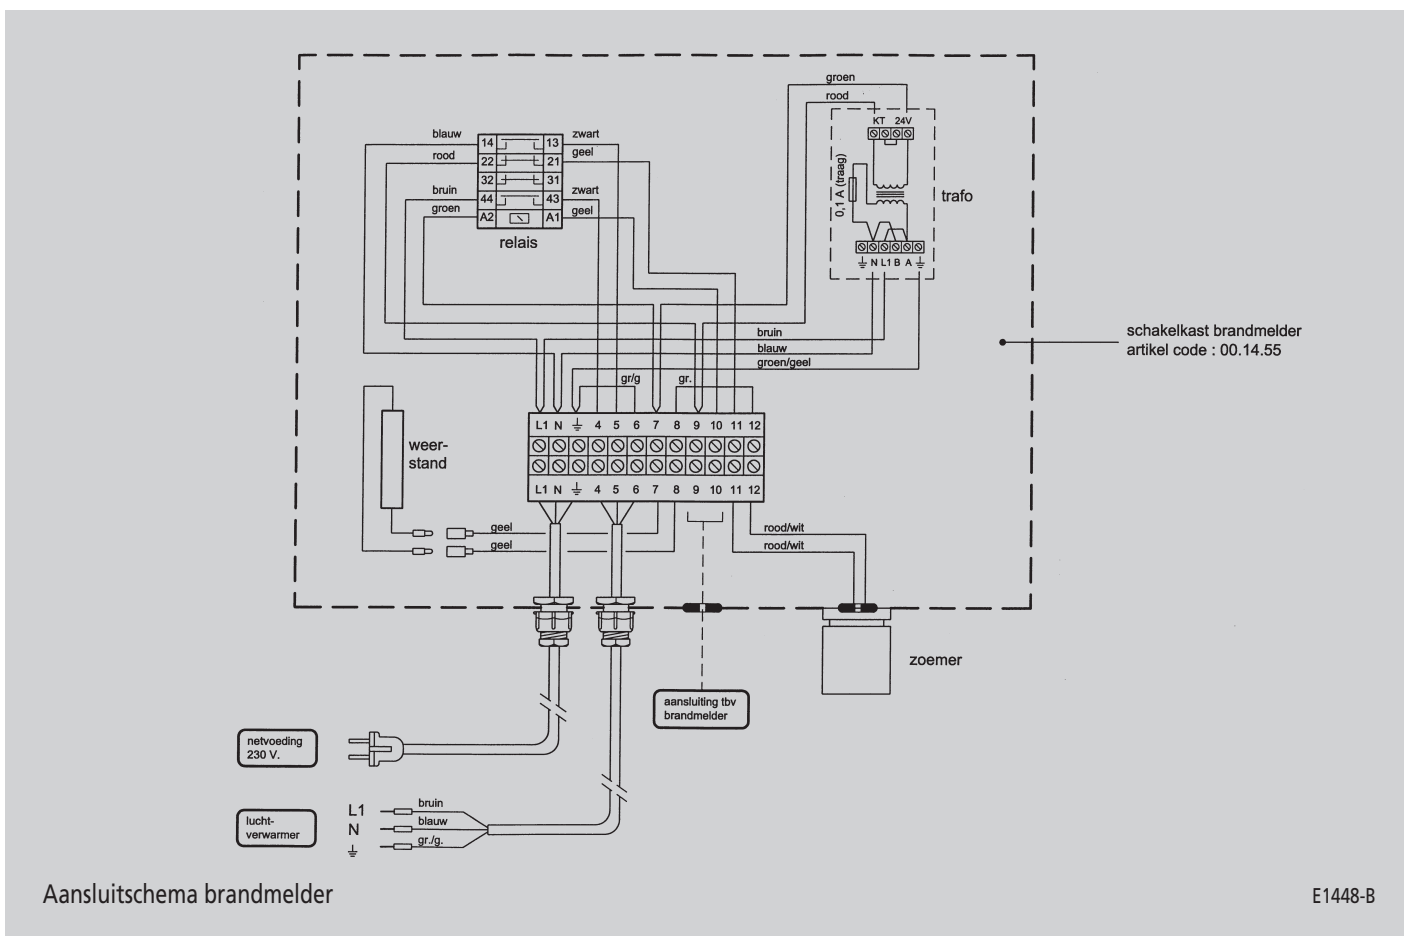 groen
rood
KT 24V
0,1 A (traag)
trafo
N L1 B A
blauw 14 13 zwart
rood 22 21 geel
32 31
bruin 44 43 zwart
groen A2 A1 geel
relais
bruin
blauw
groen/geel
schakelkast brandmelder
artikel code : 00.14.55
gr/g
gr.
L1 N 4 5 6 7 8 9 10 11 12
weer-
stand
L1 N 4 5 6 7 8 9 10 11 12
geel
geel
rood/wit
rood/wit
zoemer
aansluiting tbv
brandmelder
netvoeding
230 V.
lucht-
verwarmer
L1 bruin
N blauw
gr./g.
Aansluitschema brandmelder
E1448-B